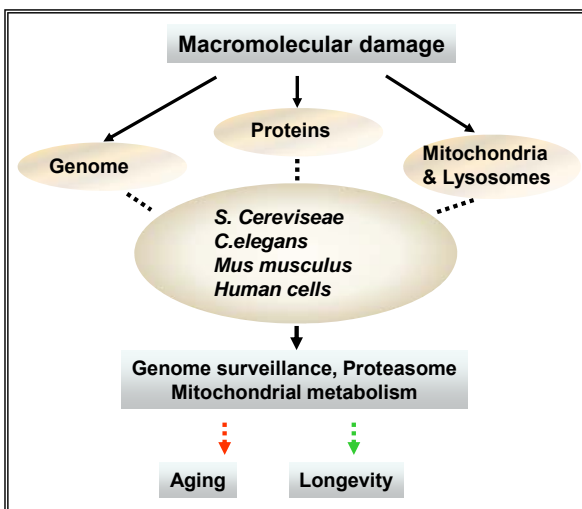 Macromolecular damage
Proteins
Genome
Mitochondria
& Lysosomes
S. Cereviseae
C.elegans
Mus musculus
Human cells
Genome surveillance, Proteasome
Mitochondrial metabolism
Aging
Longevity